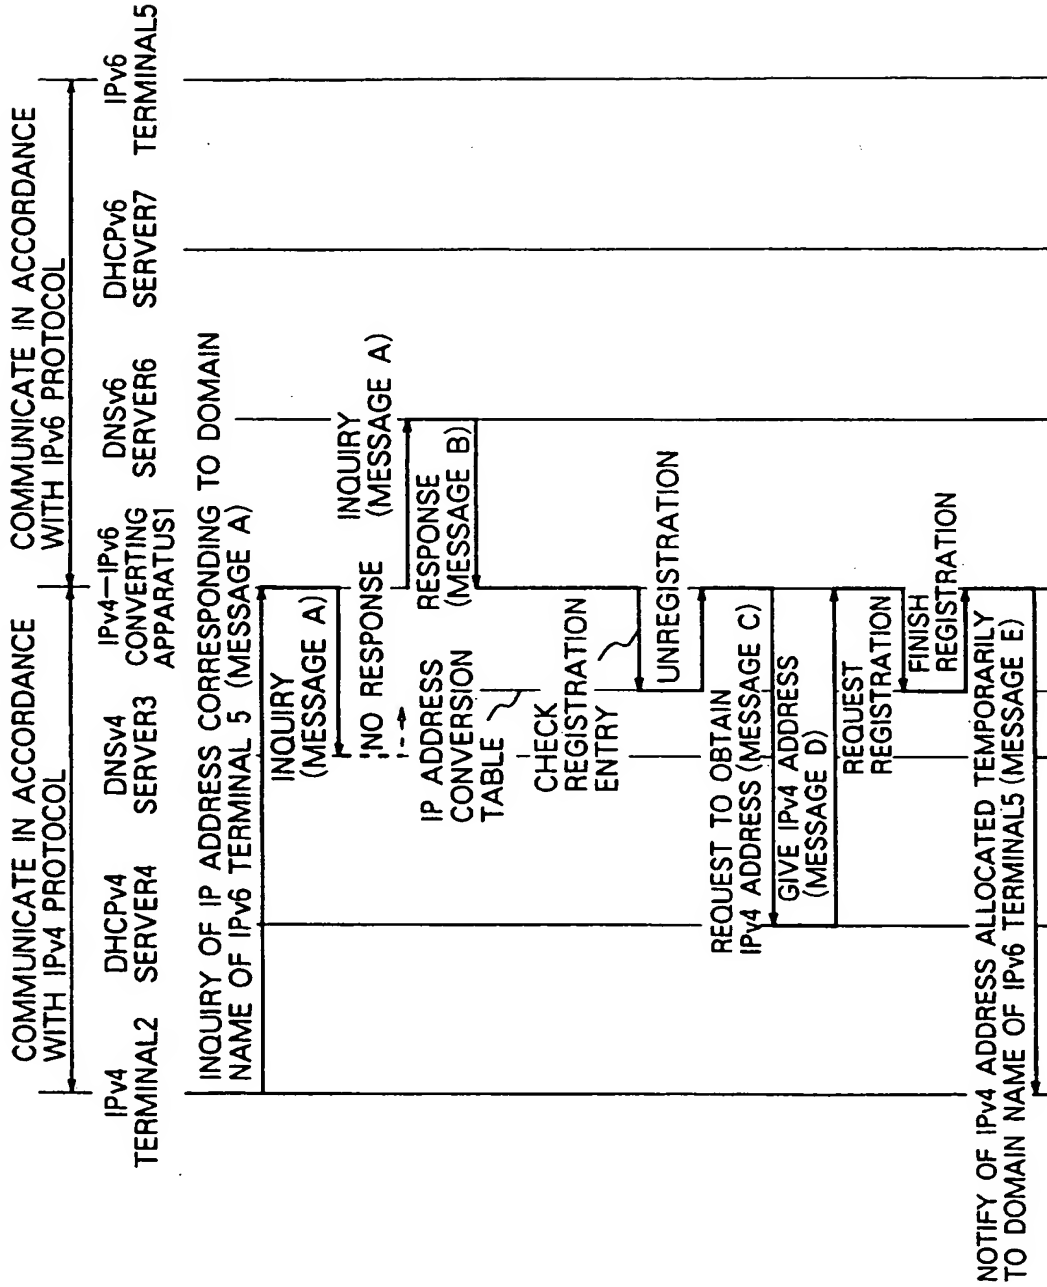 COMMUNICATE IN ACCORDANCE
WITH IPv4 PROTOCOL
COMMUNICATE IN ACCORDANCE
WITH IPv6 PROTOCOL
IPv4
TERMINAL2
DHCPv4
SERVER4
DNSv4
SERVER3
IPv4—IPv6
CONVERTING
APPARATUS1
DNSv6
SERVER6
DHCPv6
SERVER7
IPv6
TERMINAL5
INQUIRY OF IP ADDRESS CORRESPONDING TO DOMAIN
NAME OF IPv6 TERMINAL 5 (MESSAGE A)
INQUIRY
(MESSAGE A)
NO RESPONSE
INQUIRY
(MESSAGE A)
RESPONSE
(MESSAGE B)
IP ADDRESS
CONVERSION
TABLE
CHECK
REGISTRATION
ENTRY
UNREGISTRATION
REQUEST TO OBTAIN
IPv4 ADDRESS (MESSAGE C)
GIVE IPv4 ADDRESS
(MESSAGE D)
REQUEST
REGISTRATION
FINISH
REGISTRATION
NOTIFY OF IPv4 ADDRESS ALLOCATED TEMPORARILY
TO DOMAIN NAME OF IPv6 TERMINAL5 (MESSAGE E)